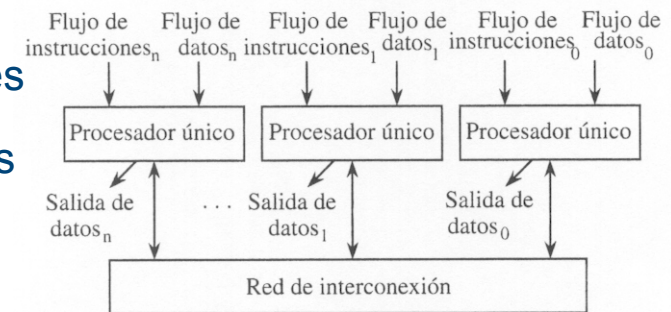 Flujo de Flujo de Flujo de Flujo de Flujo de Flujo de
instrucciones_n datos_n instrucciones_1 datos_1 instrucciones_0 datos_0
es
s
Procesador único Procesador único Procesador único
Salida de ... Salida de Salida de
datos_n datos_1 datos_0
Red de interconexión